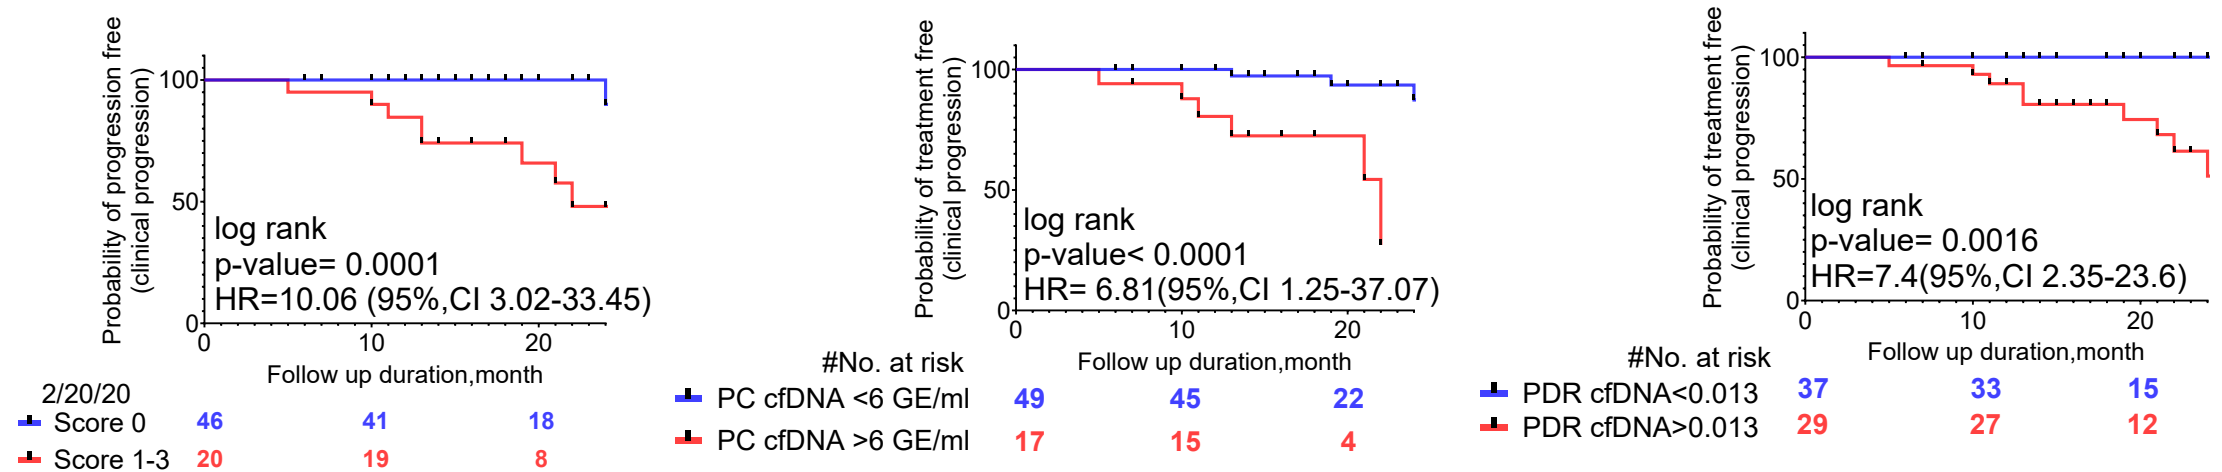 Probability of progression free
(clinical progression)
100
50
0
log rank
p-value= 0.0001
HR=10.06 (95%,CI 3.02-33.45)
0 10 20
Follow up duration,month
2/20/20
Score 0 46 41 18
Score 1-3 20 19 8
Probability of treatment free
(clinical progression)
100
50
0
log rank
p-value< 0.0001
HR= 6.81(95%,CI 1.25-37.07)
0 10 20
Follow up duration,month
#No. at risk
PC cfDNA <6 GE/ml 49 45 22
PC cfDNA >6 GE/ml 17 15 4
Probability of treatment free
(clinical progression)
100
50
0
log rank
p-value= 0.0016
HR=7.4(95%,CI 2.35-23.6)
0 10 20
Follow up duration,month
#No. at risk
PDR cfDNA<0.013 37 33 15
PDR cfDNA>0.013 29 27 12